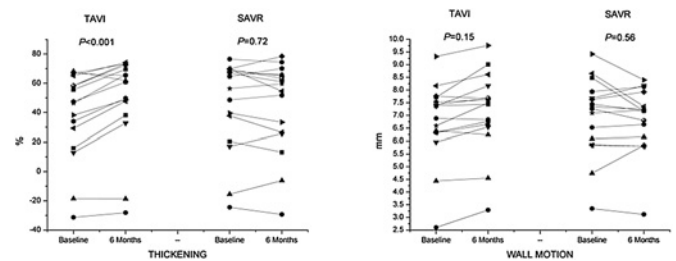 TAVI
SAVR
P<0.001
P=0.72
80
60
40
20
0
-20
-40
%
Baseline
6 Months
–
Baseline
6 Months
THICKENING
TAVI
SAVR
P=0.15
P=0.56
10.0
9.5
9.0
8.5
8.0
7.5
7.0
6.5
6.0
5.5
5.0
4.5
4.0
3.5
3.0
2.5
mm
Baseline
6 Months
–
Baseline
6 Months
WALL MOTION